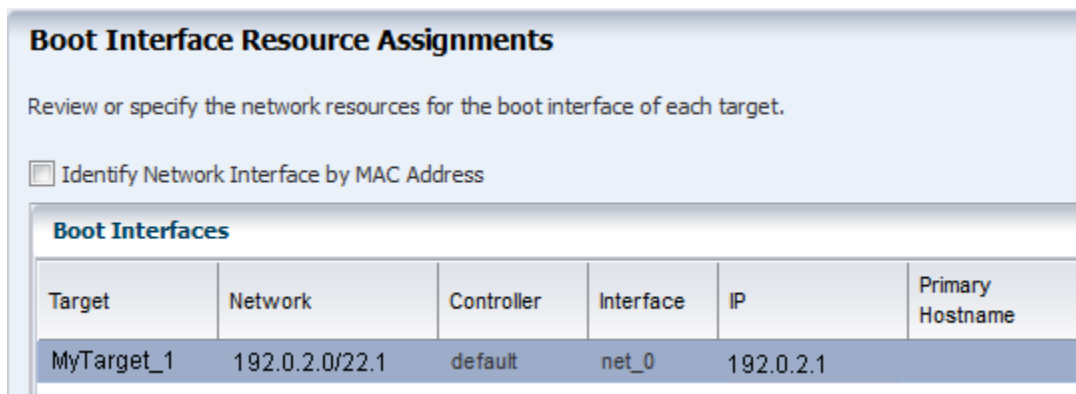 Boot Interface Resource Assignments
Review or specify the network resources for the boot interface of each target.
Identify Network Interface by MAC Address
Boot Interfaces
Target Network Controller Interface IP Primary Hostname
MyTarget_1 192.0.2.0/22.1 default net_0 192.0.2.1